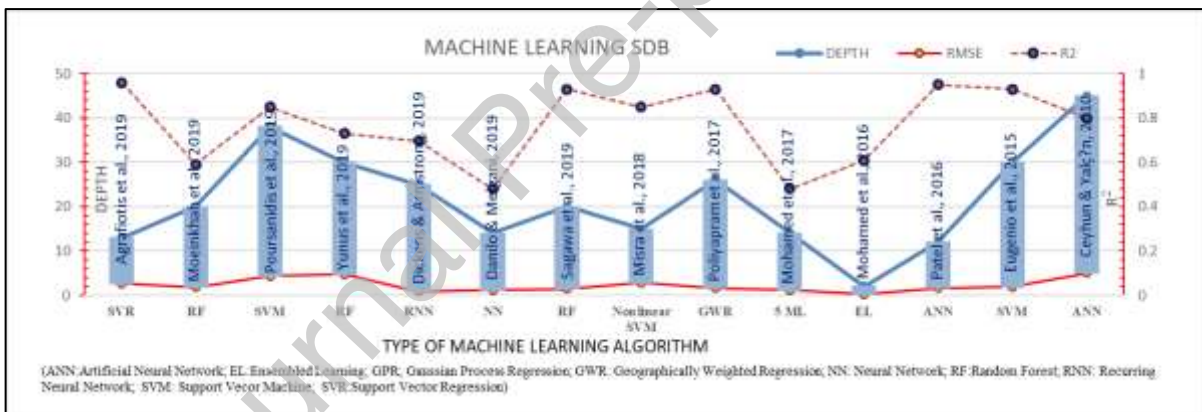 MACHINE LEARNING SDB
DEPTH
RMSE
R2
50
40
30
20
10
0
DEPTH
1
0.8
0.6
0.4
0.2
0
R²
Agrafiotis et al., 2019
Moeinkhah et al., 2019
Poursanidis et al., 2019
Yunus et al., 2019
Dickens & Armstrong, 2019
Danilo & Melgani, 2019
Sagawa et al., 2019
Misra et al., 2018
Poliyapram et al., 2017
Mohamed et al., 2017
Mohamed et al., 2016
Patel et al., 2016
Eugenio et al., 2015
Ceyhun & Yalç?n, 2010
SVR
RF
SVM
RF
RNN
NN
RF
Nonlinear
SVM
GWR
5 ML
EL
ANN
SVM
ANN
TYPE OF MACHINE LEARNING ALGORITHM
(ANN:Artificial Neural Network; EL:Ensembled Learning; GPR; Gaussian Process Regression; GWR: Geographically Weighted Regression; NN: Neural Network; RF:Random Forest; RNN: Recurring
Neural Network; SVM: Support Vecor Machine; SVR:Support Vector Regression)
urnal Pre-p